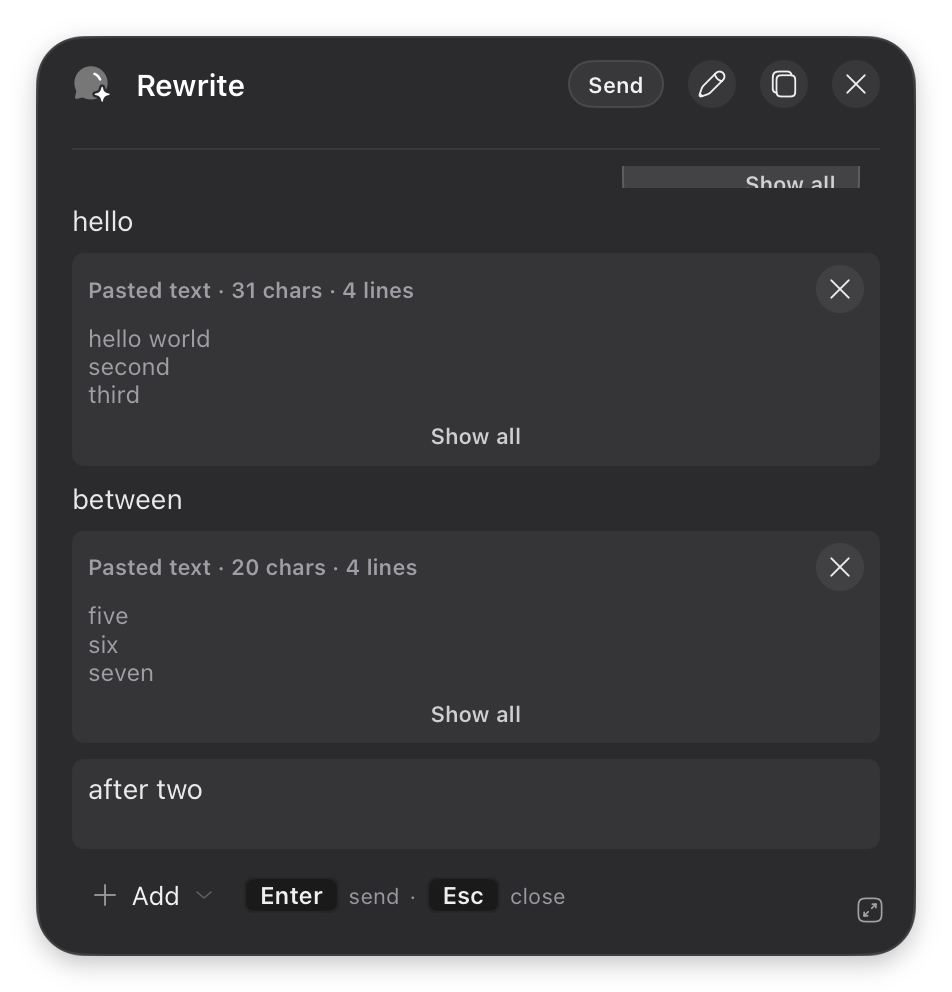 Rewrite
Send
Show all
hello
Pasted text · 31 chars · 4 lines
hello world
second
third
Show all
between
Pasted text · 20 chars · 4 lines
five
six
seven
Show all
after two
Add Enter send · Esc close